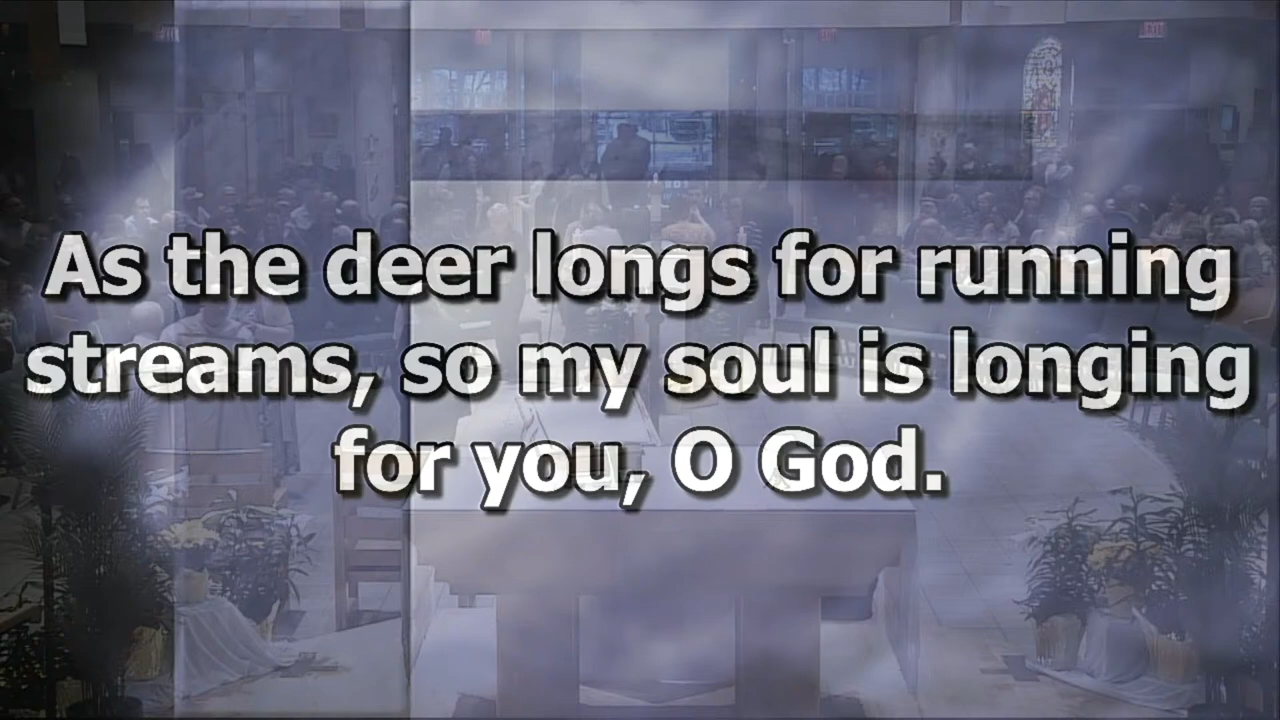 As the deer longs for running
streams, so my soul is longing
for you, O God.